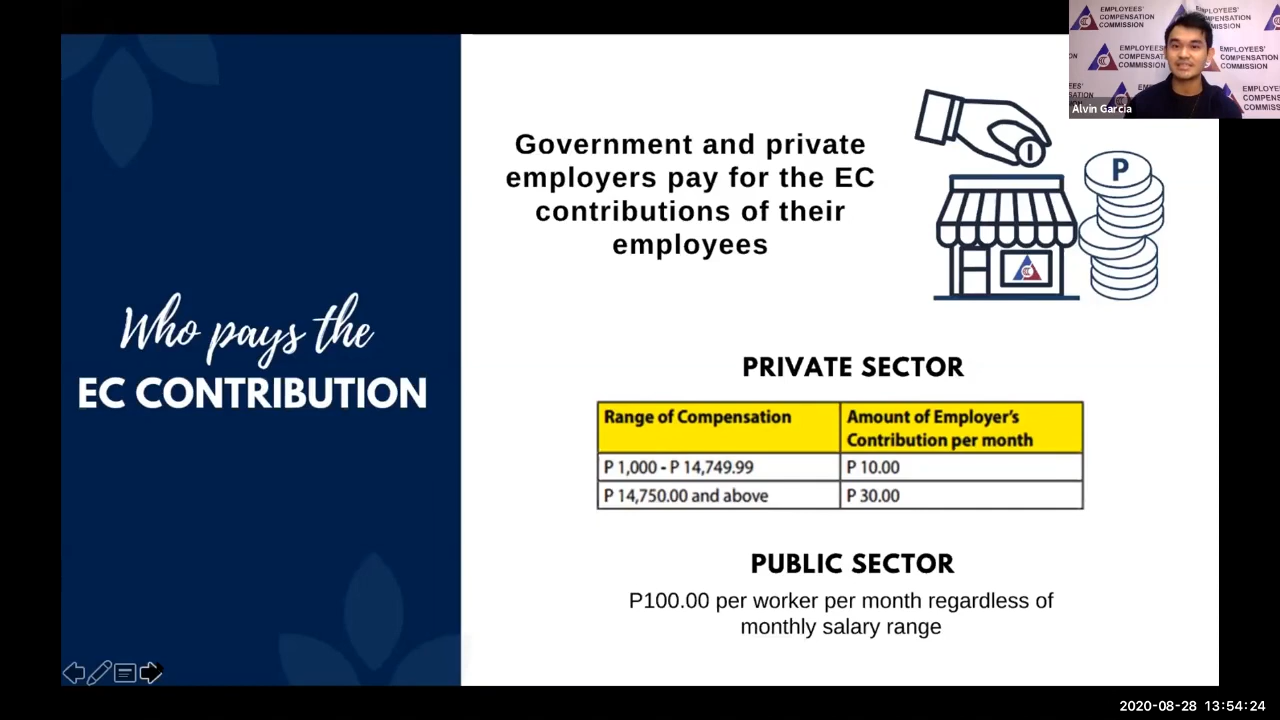 EMPLOYEES'
COMPENSATION
COMMISSION
EMPLOYEES'
COMPENSATION
COMMISSION
Alvin Garcia
Government and private
employers pay for the EC
contributions of their
employees
P
Who pays the
EC CONTRIBUTION
PRIVATE SECTOR
Range of Compensation
Amount of Employer's
Contribution per month
P 1,000 - P 14,749.99
P 10.00
P 14,750.00 and above
P 30.00
PUBLIC SECTOR
P100.00 per worker per month regardless of
monthly salary range
2020-08-28 13:54:24